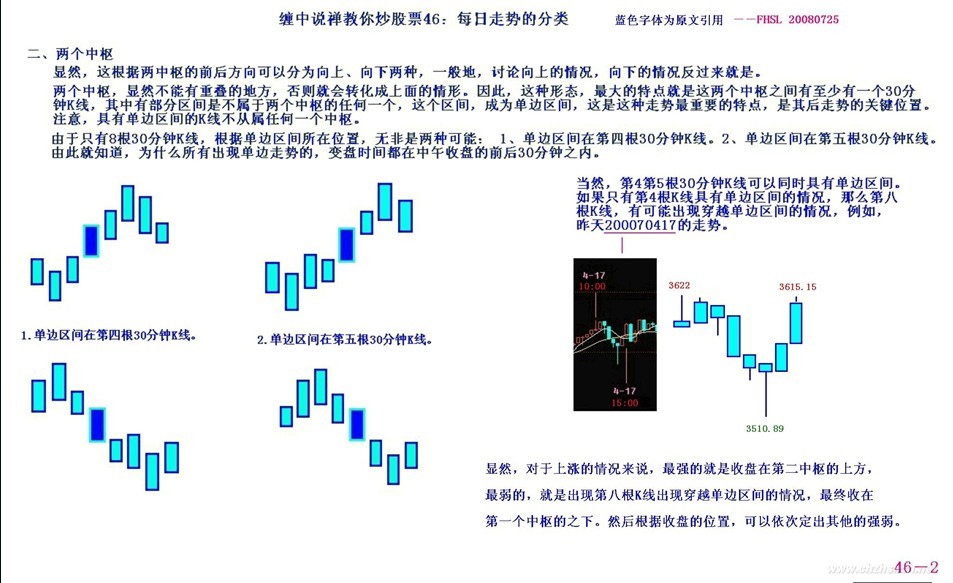 缠中说禅教你炒股票46：每日走势的分类 蓝色字体为原文引用 ——FHSL 20080725
二、两个中枢
显然，这根据两中枢的前后方向可以分为向上、向下两种，一般地，讨论向上的情况，向下的情况反过来就是。
两个中枢，显然不能有重叠的地方，否则就会转化成上面的情形。因此，这种形态，最大的特点就是这两个中枢之间有至少有一个30分
钟K线，其中有部分区间是不属于两个中枢的任何一个，这个区间，成为单边区间，这是这种走势最重要的特点，是其后走势的关键位置。
注意，具有单边区间的K线不从属任何一个中枢。
由于只有8根30分钟K线，根据单边区间所在位置，无非是两种可能： 1、单边区间在第四根30分钟K线。2、单边区间在第五根30分钟K线。
由此就知道，为什么所有出现单边走势的，变盘时间都在中午收盘的前后30分钟之内。
当然，第4第5根30分钟K线可以同时具有单边区间。
如果只有第4根K线具有单边区间的情况，那么第八
根K线，有可能出现穿越单边区间的情况，例如，
昨天200070417的走势。
4-17
10:00
3622
3615.15
4-17
15:00
3510.89
1.单边区间在第四根30分钟K线。
2.单边区间在第五根30分钟K线。
显然，对于上涨的情况来说，最强的就是收盘在第二中枢的上方，
最弱的，就是出现第八根K线出现穿越单边区间的情况，最终收在
第一个中枢的之下。然后根据收盘的位置，可以依次定出其他的强弱。
46－2